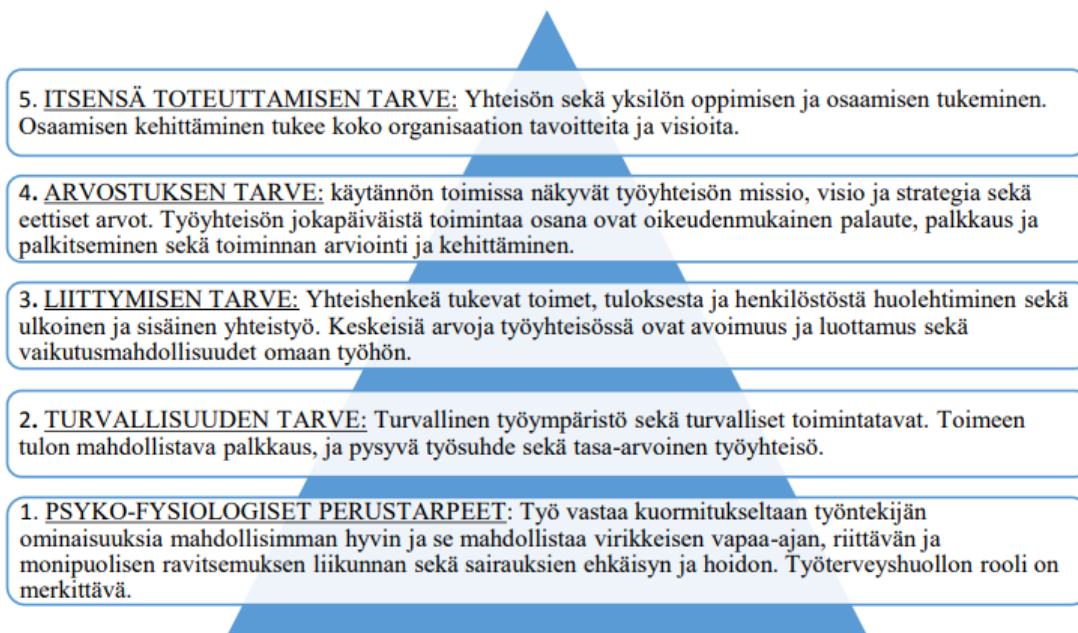 5. ITSENSÄ TOTEUTTAMISEN TARVE: Yhteisön sekä yksilön oppimisen ja osaamisen tukeminen.
Osaamisen kehittäminen tukee koko organisaation tavoitteita ja visioita.
4. ARVOSTUKSEN TARVE: käytännön toimissa näkyvät työyhteisön missio, visio ja strategia sekä
eettiset arvot. Työyhteisön jokapäiväistä toimintaa osana ovat oikeudenmukainen palaute, palkkaus ja
palkitseminen sekä toiminnan arviointi ja kehittäminen.
3. LIITTYMISEN TARVE: Yhteishenkeä tukevat toimet, tuloksesta ja henkilöstöstä huolehtiminen sekä
ulkoinen ja sisäinen yhteistyö. Keskeisiä arvoja työyhteisössä ovat avoimuus ja luottamus sekä
vaikutusmahdollisuudet omaan työhön.
2. TURVALLISUUDEN TARVE: Turvallinen työympäristö sekä turvalliset toimintatavat. Toimeen
tulon mahdollistava palkkaus, ja pysyvä työsuhde sekä tasa-arvoinen työyhteisö.
1. PSYKO-FYSIOLOGISET PERUSTARPEET: Työ vastaa kuormitukseltaan työntekijän
ominaisuuksia mahdollisimman hyvin ja se mahdollistaa virikkeisen vapaa-ajan, riittävän ja
monipuolisen ravitsemuksen liikunnan sekä sairauksien ehkäisyn ja hoidon. Työterveyshuollon rooli on
merkittävä.